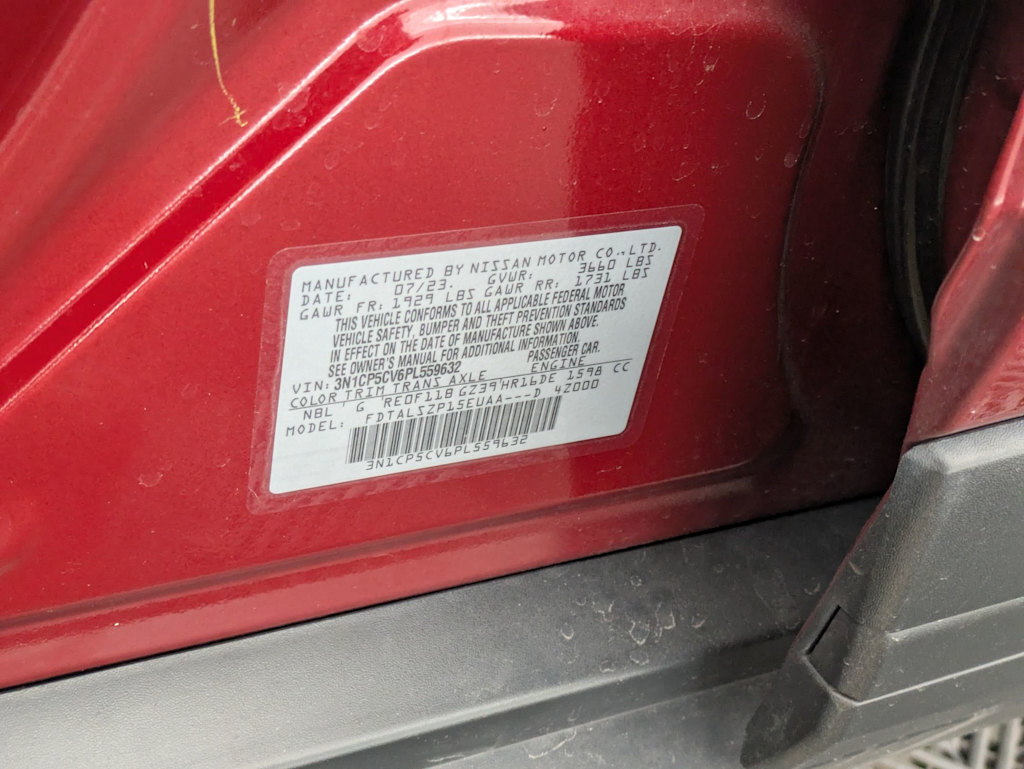 MANUFACTURED BY NISSAN MOTOR CO.,LTD.
DATE: 07/23. GVWR: 3660 LBS
GAWR FR: 1929 LBS GAWR RR: 1731 LBS
THIS VEHICLE CONFORMS TO ALL APPLICABLE FEDERAL MOTOR
VEHICLE SAFETY, BUMPER AND THEFT PREVENTION STANDARDS
IN EFFECT ON THE DATE OF MANUFACTURE SHOWN ABOVE.
SEE OWNER'S MANUAL FOR ADDITIONAL INFORMATION.
VIN: 3N1CP5CV6PL559632 PASSENGER CAR.
COLOR TRIM TRANS AXLE ENGINE
NBL G RE0F11B GZ39 HR16DE 1598 CC
MODEL: FDTALSZP15EUAA---D 42000
3N1CP5CV6PL559632